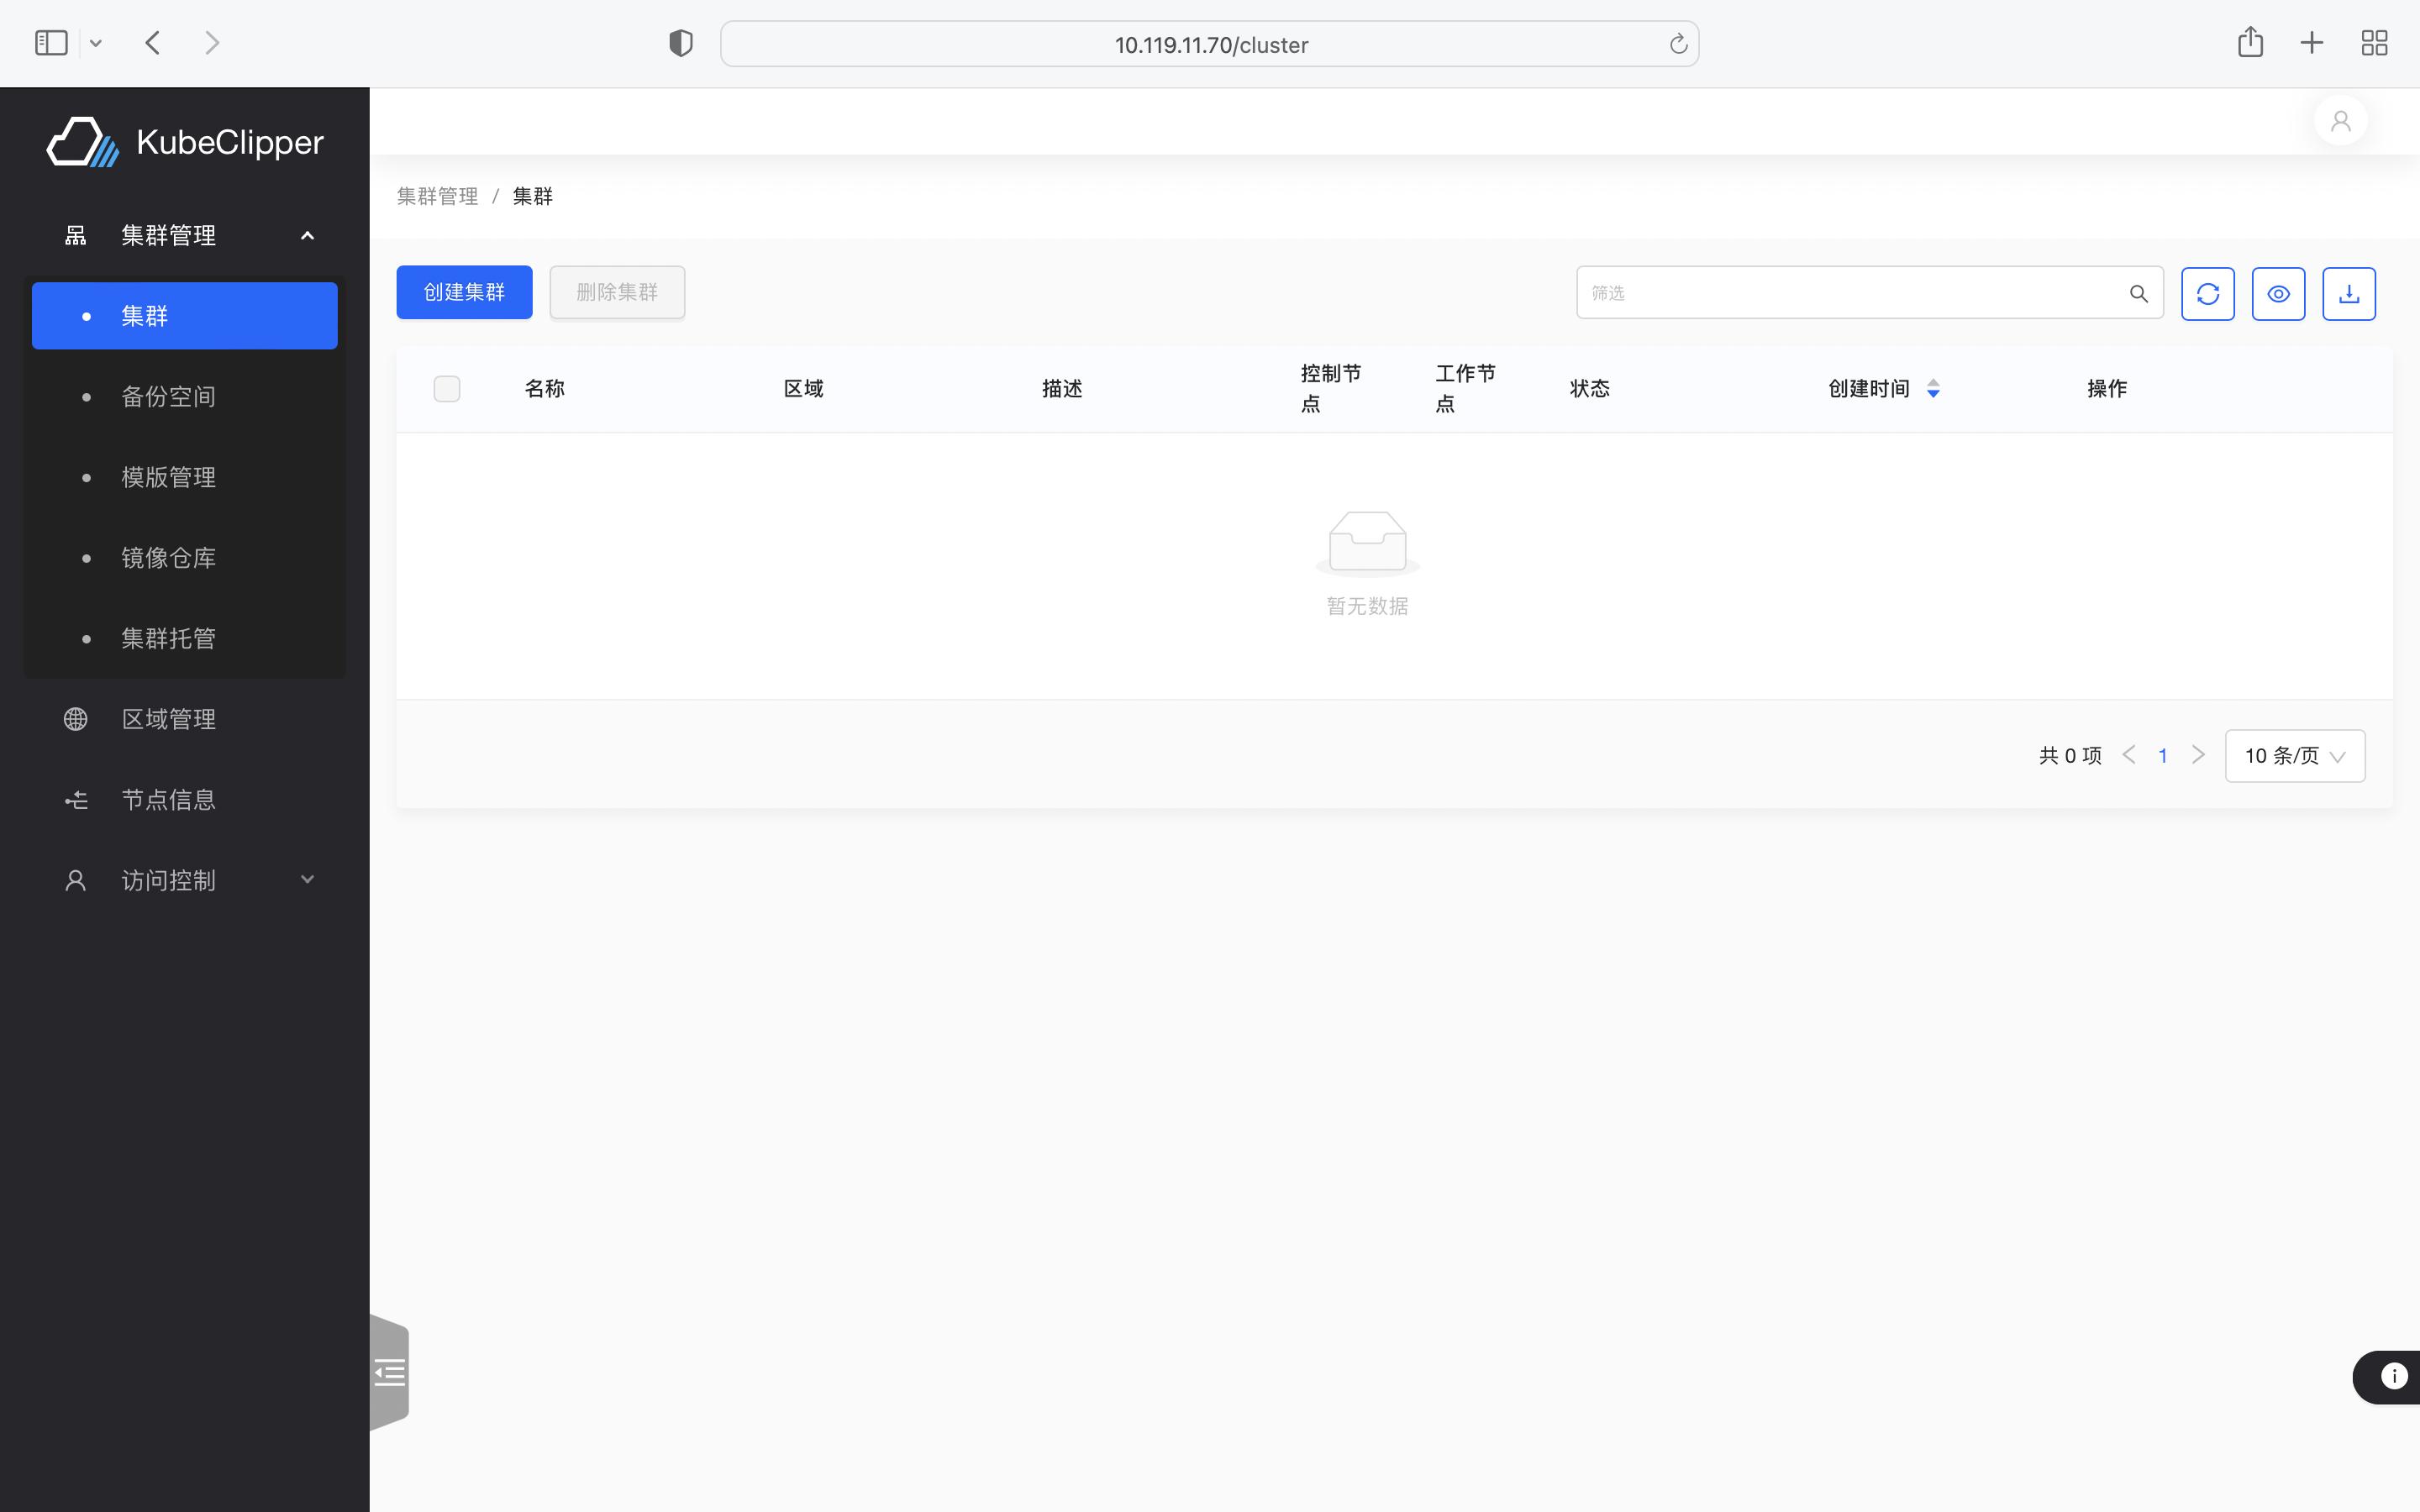 10.119.11.70/cluster
KubeClipper
集群管理
集群
备份空间
模版管理
镜像仓库
集群托管
区域管理
节点信息
访问控制
集群管理 / 集群
创建集群
删除集群
筛选
名称
区域
描述
控制节
点
工作节
点
状态
创建时间
操作
暂无数据
共 0 项
1
10 条/页